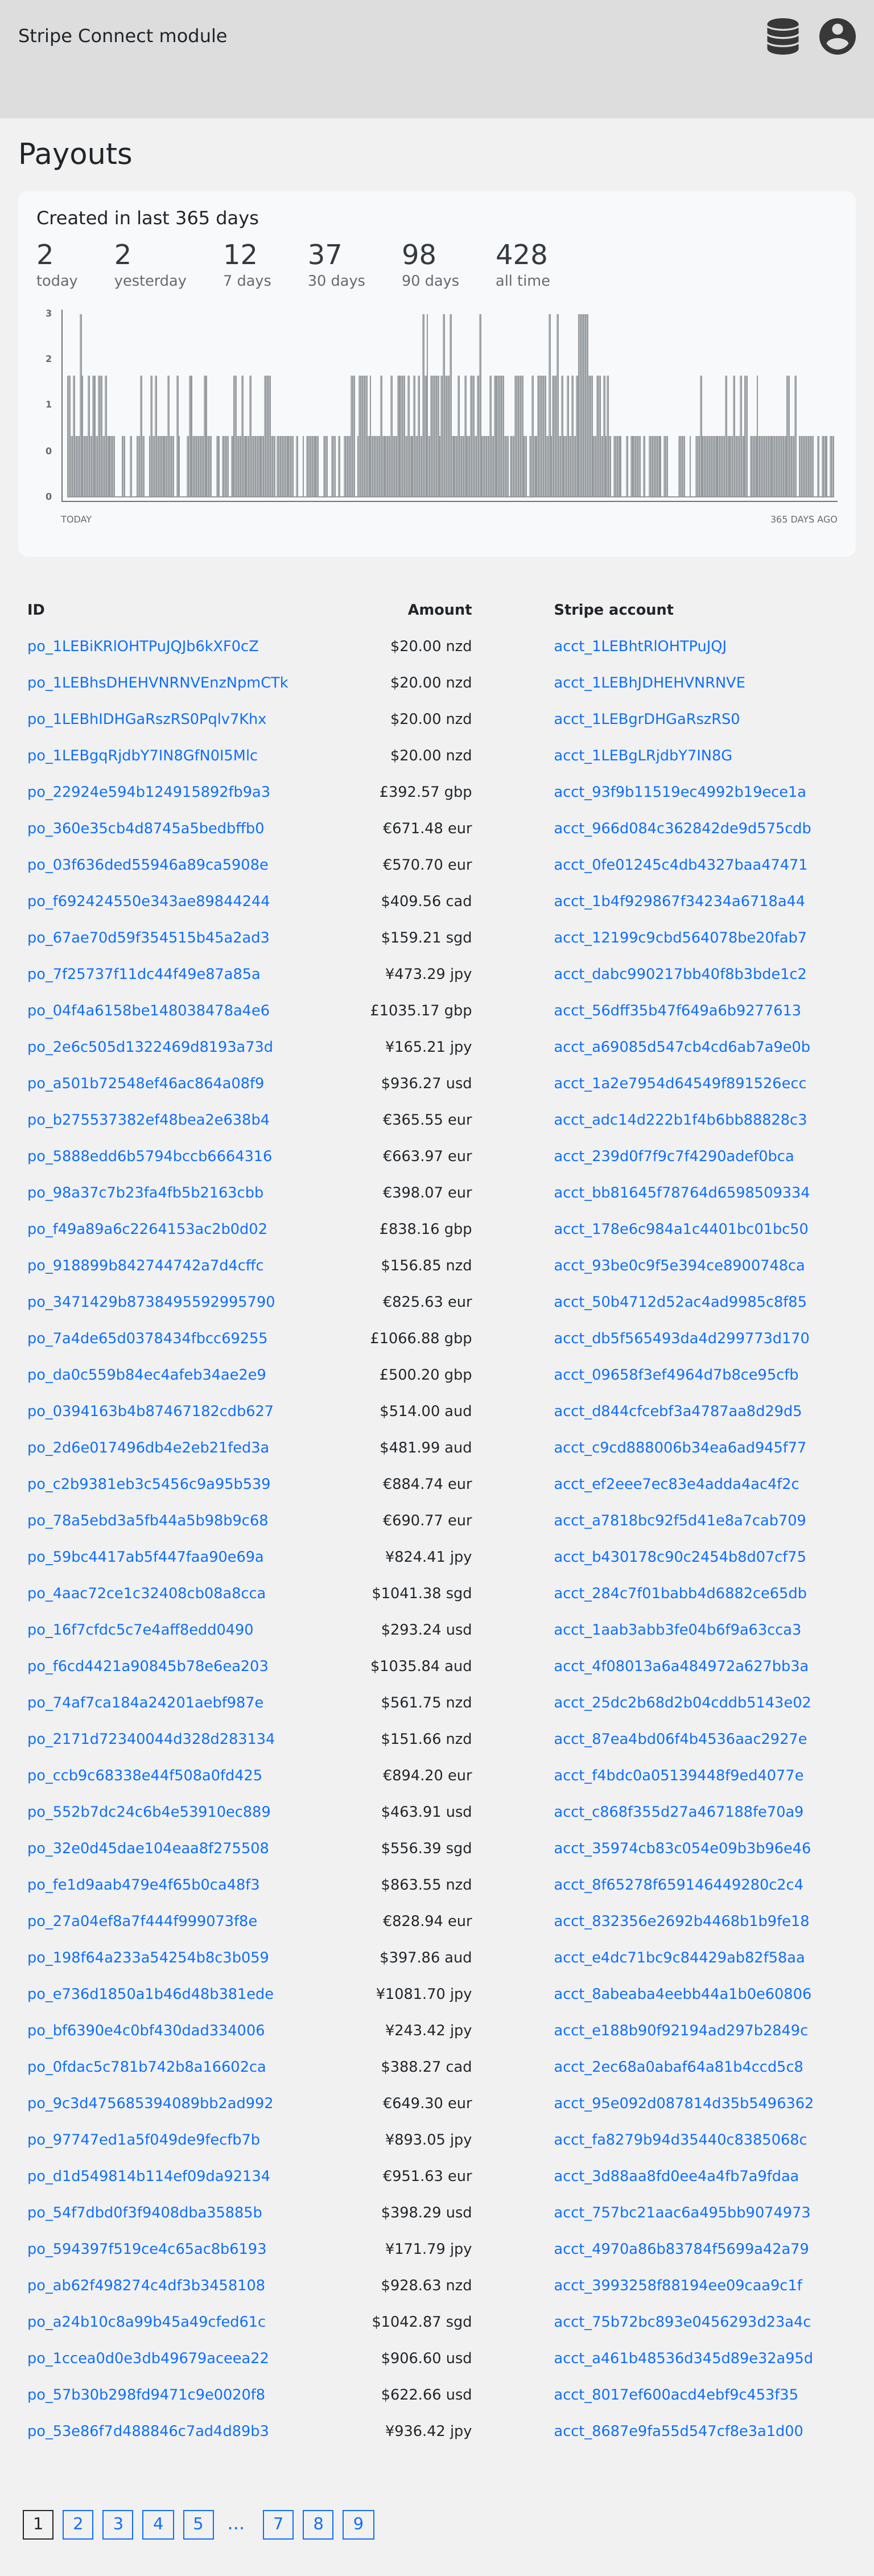 Stripe Connect module
Payouts
Created in last 365 days
2 2 12 37 98 428
today yesterday 7 days 30 days 90 days all time
3
2
1
0
0
TODAY 365 DAYS AGO
ID Amount Stripe account
po_1LEBiKRlOHTPuJQJb6kXF0cZ $20.00 nzd acct_1LEBhtRlOHTPuJQJ
po_1LEBhsDHEHVNRNVEnzNpmCTk $20.00 nzd acct_1LEBhJDHEHVNRNVE
po_1LEBhIDHGaRszRS0Pqlv7Khx $20.00 nzd acct_1LEBgrDHGaRszRS0
po_1LEBgqRjdbY7IN8GfN0I5Mlc $20.00 nzd acct_1LEBgLRjdbY7IN8G
po_22924e594b124915892fb9a3 £392.57 gbp acct_93f9b11519ec4992b19ece1a
po_360e35cb4d8745a5bedbffb0 €671.48 eur acct_966d084c362842de9d575cdb
po_03f636ded55946a89ca5908e €570.70 eur acct_0fe01245c4db4327baa47471
po_f692424550e343ae89844244 $409.56 cad acct_1b4f929867f34234a6718a44
po_67ae70d59f354515b45a2ad3 $159.21 sgd acct_12199c9cbd564078be20fab7
po_7f25737f11dc44f49e87a85a ¥473.29 jpy acct_dabc990217bb40f8b3bde1c2
po_04f4a6158be148038478a4e6 £1035.17 gbp acct_56dff35b47f649a6b9277613
po_2e6c505d1322469d8193a73d ¥165.21 jpy acct_a69085d547cb4cd6ab7a9e0b
po_a501b72548ef46ac864a08f9 $936.27 usd acct_1a2e7954d64549f891526ecc
po_b275537382ef48bea2e638b4 €365.55 eur acct_adc14d222b1f4b6bb88828c3
po_5888edd6b5794bccb6664316 €663.97 eur acct_239d0f7f9c7f4290adef0bca
po_98a37c7b23fa4fb5b2163cbb €398.07 eur acct_bb81645f78764d6598509334
po_f49a89a6c2264153ac2b0d02 £838.16 gbp acct_178e6c984a1c4401bc01bc50
po_918899b842744742a7d4cffc $156.85 nzd acct_93be0c9f5e394ce8900748ca
po_3471429b8738495592995790 €825.63 eur acct_50b4712d52ac4ad9985c8f85
po_7a4de65d0378434fbcc69255 £1066.88 gbp acct_db5f565493da4d299773d170
po_da0c559b84ec4afeb34ae2e9 £500.20 gbp acct_09658f3ef4964d7b8ce95cfb
po_0394163b4b87467182cdb627 $514.00 aud acct_d844cfcebf3a4787aa8d29d5
po_2d6e017496db4e2eb21fed3a $481.99 aud acct_c9cd888006b34ea6ad945f77
po_c2b9381eb3c5456c9a95b539 €884.74 eur acct_ef2eee7ec83e4adda4ac4f2c
po_78a5ebd3a5fb44a5b98b9c68 €690.77 eur acct_a7818bc92f5d41e8a7cab709
po_59bc4417ab5f447faa90e69a ¥824.41 jpy acct_b430178c90c2454b8d07cf75
po_4aac72ce1c32408cb08a8cca $1041.38 sgd acct_284c7f01babb4d6882ce65db
po_16f7cfdc5c7e4aff8edd0490 $293.24 usd acct_1aab3abb3fe04b6f9a63cca3
po_f6cd4421a90845b78e6ea203 $1035.84 aud acct_4f08013a6a484972a627bb3a
po_74af7ca184a24201aebf987e $561.75 nzd acct_25dc2b68d2b04cddb5143e02
po_2171d72340044d328d283134 $151.66 nzd acct_87ea4bd06f4b4536aac2927e
po_ccb9c68338e44f508a0fd425 €894.20 eur acct_f4bdc0a05139448f9ed4077e
po_552b7dc24c6b4e53910ec889 $463.91 usd acct_c868f355d27a467188fe70a9
po_32e0d45dae104eaa8f275508 $556.39 sgd acct_35974cb83c054e09b3b96e46
po_fe1d9aab479e4f65b0ca48f3 $863.55 nzd acct_8f65278f659146449280c2c4
po_27a04ef8a7f444f999073f8e €828.94 eur acct_832356e2692b4468b1b9fe18
po_198f64a233a54254b8c3b059 $397.86 aud acct_e4dc71bc9c84429ab82f58aa
po_e736d1850a1b46d48b381ede ¥1081.70 jpy acct_8abeaba4eebb44a1b0e60806
po_bf6390e4c0bf430dad334006 ¥243.42 jpy acct_e188b90f92194ad297b2849c
po_0fdac5c781b742b8a16602ca $388.27 cad acct_2ec68a0abaf64a81b4ccd5c8
po_9c3d475685394089bb2ad992 €649.30 eur acct_95e092d087814d35b5496362
po_97747ed1a5f049de9fecfb7b ¥893.05 jpy acct_fa8279b94d35440c8385068c
po_d1d549814b114ef09da92134 €951.63 eur acct_3d88aa8fd0ee4a4fb7a9fdaa
po_54f7dbd0f3f9408dba35885b $398.29 usd acct_757bc21aac6a495bb9074973
po_594397f519ce4c65ac8b6193 ¥171.79 jpy acct_4970a86b83784f5699a42a79
po_ab62f498274c4df3b3458108 $928.63 nzd acct_3993258f88194ee09caa9c1f
po_a24b10c8a99b45a49cfed61c $1042.87 sgd acct_75b72bc893e0456293d23a4c
po_1ccea0d0e3db49679aceea22 $906.60 usd acct_a461b48536d345d89e32a95d
po_57b30b298fd9471c9e0020f8 $622.66 usd acct_8017ef600acd4ebf9c453f35
po_53e86f7d488846c7ad4d89b3 ¥936.42 jpy acct_8687e9fa55d547cf8e3a1d00
1 2 3 4 5 … 7 8 9